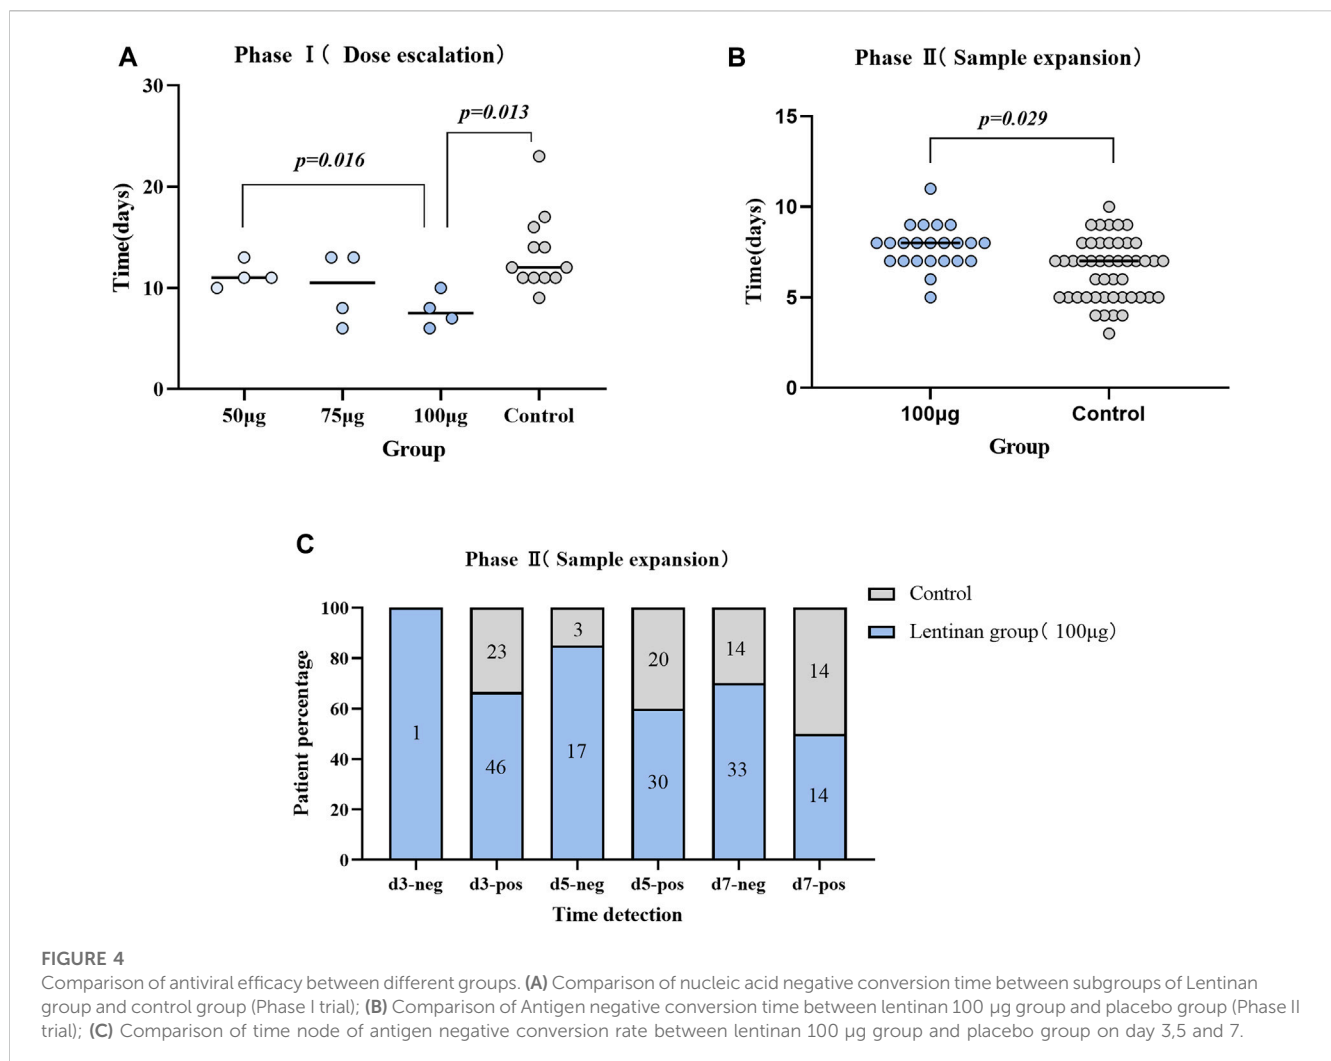 A
Phase Ⅰ( Dose escalation)
30
20
10
0
Time(days)
p=0.016
p=0.013
50μg
75μg
100μg
Control
Group
B
Phase Ⅱ( Sample expansion)
15
10
5
0
Time(days)
p=0.029
100μg
Control
Group
C
Phase Ⅱ( Sample expansion)
100
80
60
40
20
0
Patient percentage
1
23
46
3
17
20
30
14
33
14
14
d3-neg
d3-pos
d5-neg
d5-pos
d7-neg
d7-pos
Time detection
Control
Lentinan group( 100μg)
FIGURE 4
Comparison of antiviral efficacy between different groups. (A) Comparison of nucleic acid negative conversion time between subgroups of Lentinan
group and control group (Phase I trial); (B) Comparison of Antigen negative conversion time between lentinan 100 μg group and placebo group (Phase II
trial); (C) Comparison of time node of antigen negative conversion rate between lentinan 100 μg group and placebo group on day 3,5 and 7.